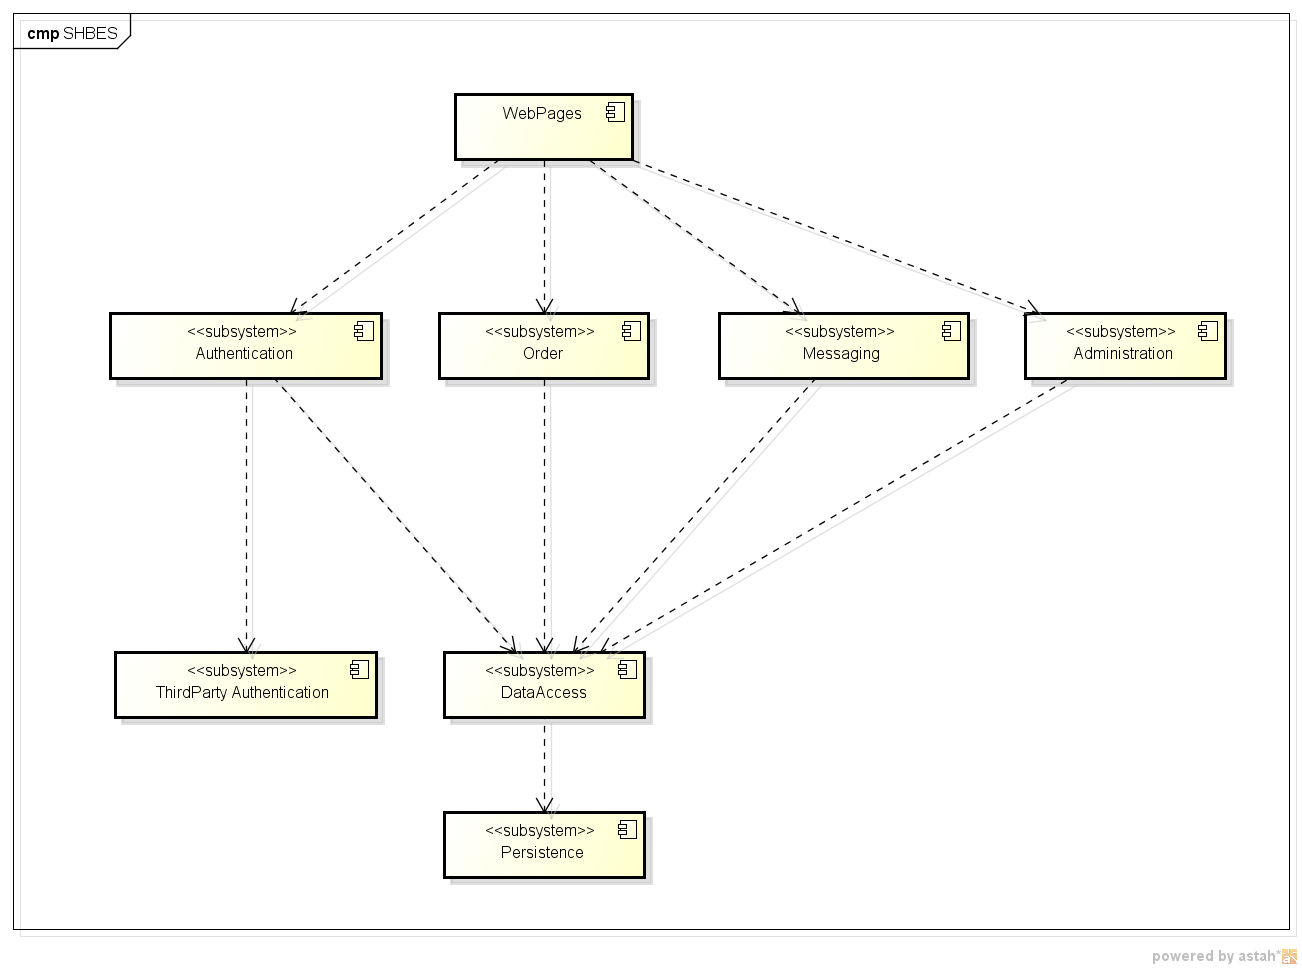 cmp SHBES
WebPages
<<subsystem>>
Authentication
<<subsystem>>
Order
<<subsystem>>
Messaging
<<subsystem>>
Administration
<<subsystem>>
ThirdParty Authentication
<<subsystem>>
DataAccess
<<subsystem>>
Persistence
powered by astah*